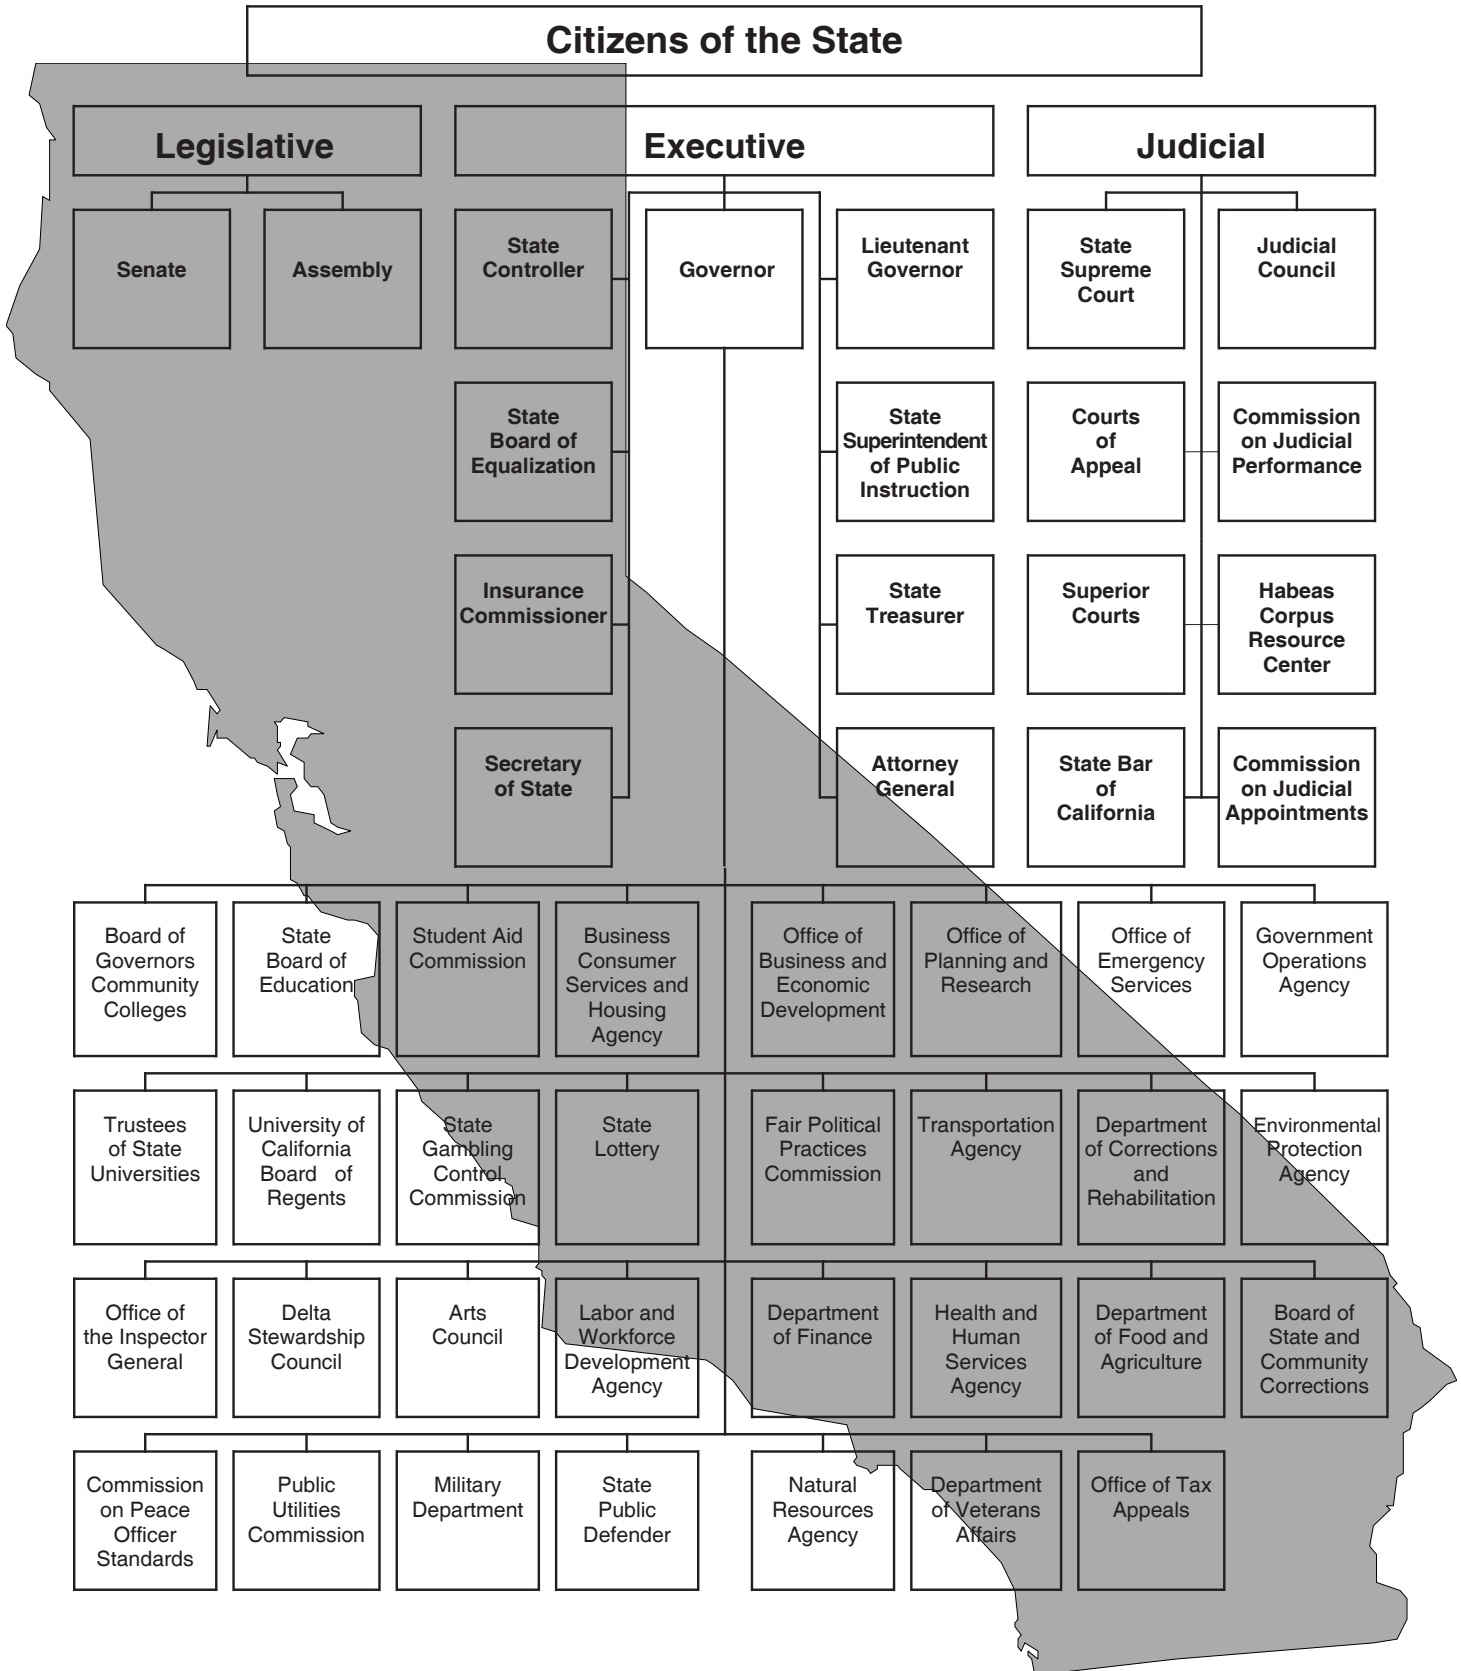 Citizens of the State
Legislative
Executive
Judicial
Senate
Assembly
State
Controller
Governor
Lieutenant
Governor
State
Supreme
Court
Judicial
Council
State
Board of
Equalization
State
Superintendent
of Public
Instruction
Courts
of
Appeal
Commission
on Judicial
Performance
Insurance
Commissioner
State
Treasurer
Superior
Courts
Habeas
Corpus
Resource
Center
Secretary
of State
Attorney
General
State Bar
of
California
Commission
on Judicial
Appointments
Board of
Governors
Community
Colleges
State
Board of
Education
Student Aid
Commission
Business
Consumer
Services and
Housing
Agency
Office of
Business and
Economic
Development
Office of
Planning and
Research
Office of
Emergency
Services
Government
Operations
Agency
Trustees
of State
Universities
University of
California
Board of
Regents
State
Gambling
Control
Commission
State
Lottery
Fair Political
Practices
Commission
Transportation
Agency
Department
of Corrections
and
Rehabilitation
Environmental
Protection
Agency
Office of
the Inspector
General
Delta
Stewardship
Council
Arts
Council
Labor and
Workforce
Development
Agency
Department
of Finance
Health and
Human
Services
Agency
Department
of Food and
Agriculture
Board of
State and
Community
Corrections
Commission
on Peace
Officer
Standards
Public
Utilities
Commission
Military
Department
State
Public
Defender
Natural
Resources
Agency
Department
of Veterans
Affairs
Office of Tax
Appeals